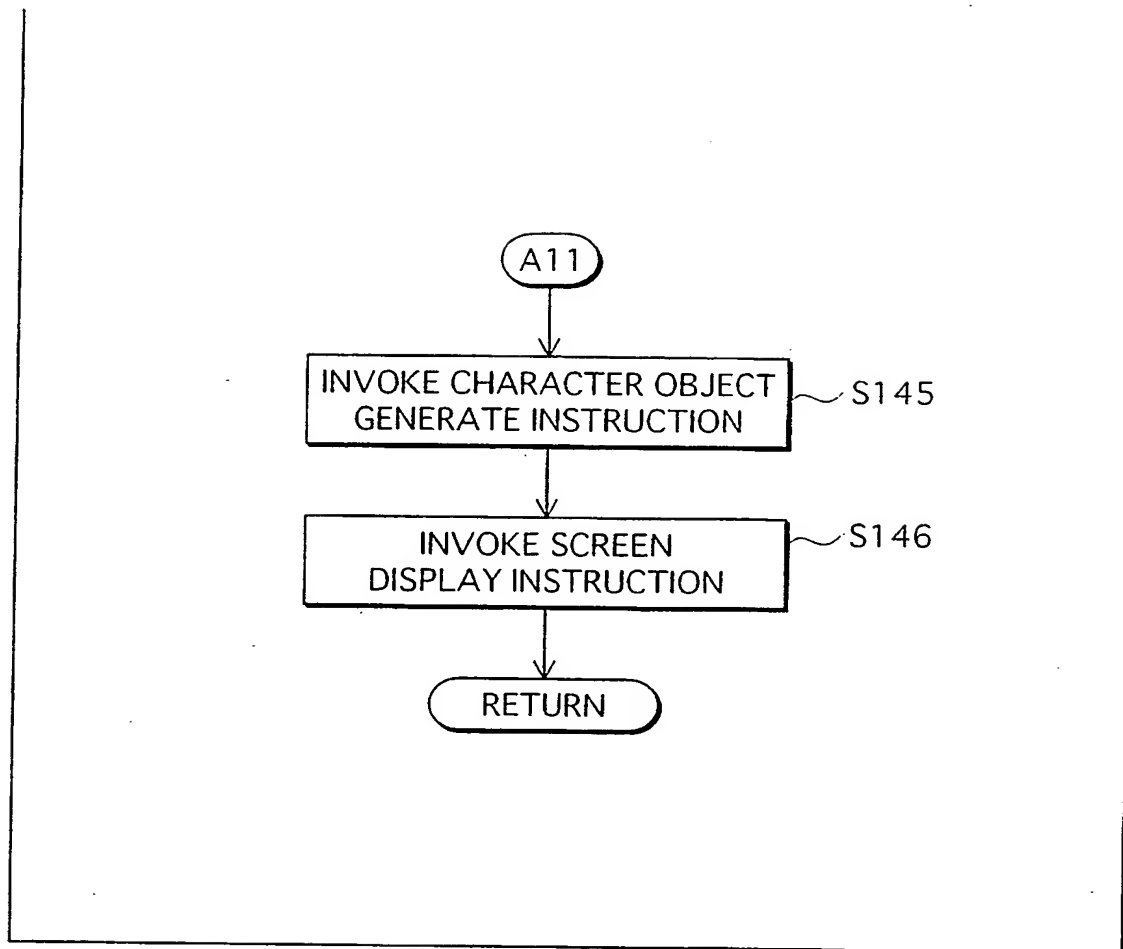 A11
INVOKE CHARACTER OBJECT
GENERATE INSTRUCTION
S145
INVOKE SCREEN
DISPLAY INSTRUCTION
S146
RETURN